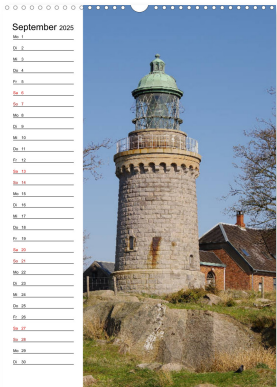 September 2025
Mo 1
Di 2
Mi 3
Do 4
Fr 5
Sa 6
So 7
Mo 8
Di 9
Mi 10
Do 11
Fr 12
Sa 13
So 14
Mo 15
Di 16
Mi 17
Do 18
Fr 19
Sa 20
So 21
Mo 22
Di 23
Mi 24
Do 25
Fr 26
Sa 27
So 28
Mo 29
Di 30